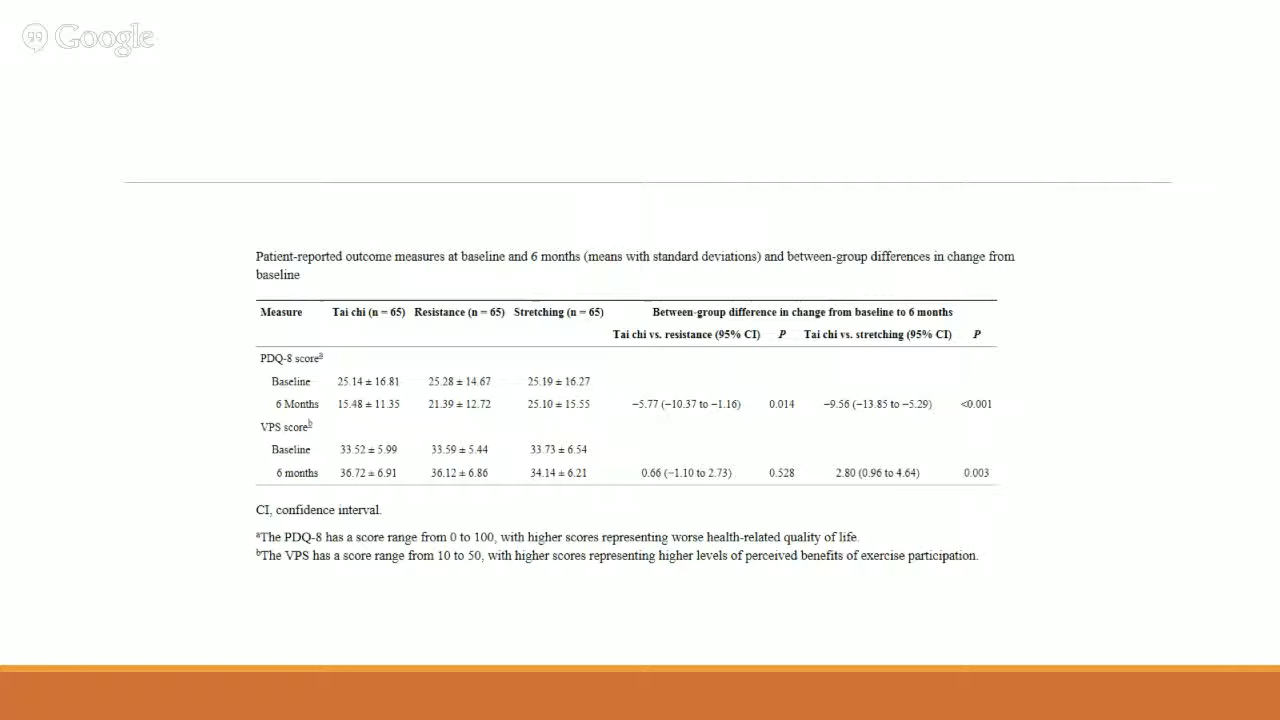 Google
Patient-reported outcome measures at baseline and 6 months (means with standard deviations) and between-group differences in change from
baseline
Measure Tai chi (n = 65) Resistance (n = 65) Stretching (n = 65) Between-group difference in change from baseline to 6 months
Tai chi vs. resistance (95% CI) P Tai chi vs. stretching (95% CI) P
PDQ-8 scoreª
Baseline 25.14 ± 16.81 25.28 ± 14.67 25.19 ± 16.27
6 Months 15.48 ± 11.35 21.39 ± 12.72 25.10 ± 15.55 −5.77 (−10.37 to −1.16) 0.014 −9.56 (−13.85 to −5.29) <0.001
VPS scoreᵇ
Baseline 33.52 ± 5.99 33.59 ± 5.44 33.73 ± 6.54
6 months 36.72 ± 6.91 36.12 ± 6.86 34.14 ± 6.21 0.66 (−1.10 to 2.73) 0.528 2.80 (0.96 to 4.64) 0.003
CI, confidence interval.
ªThe PDQ-8 has a score range from 0 to 100, with higher scores representing worse health-related quality of life.
ᵇThe VPS has a score range from 10 to 50, with higher scores representing higher levels of perceived benefits of exercise participation.